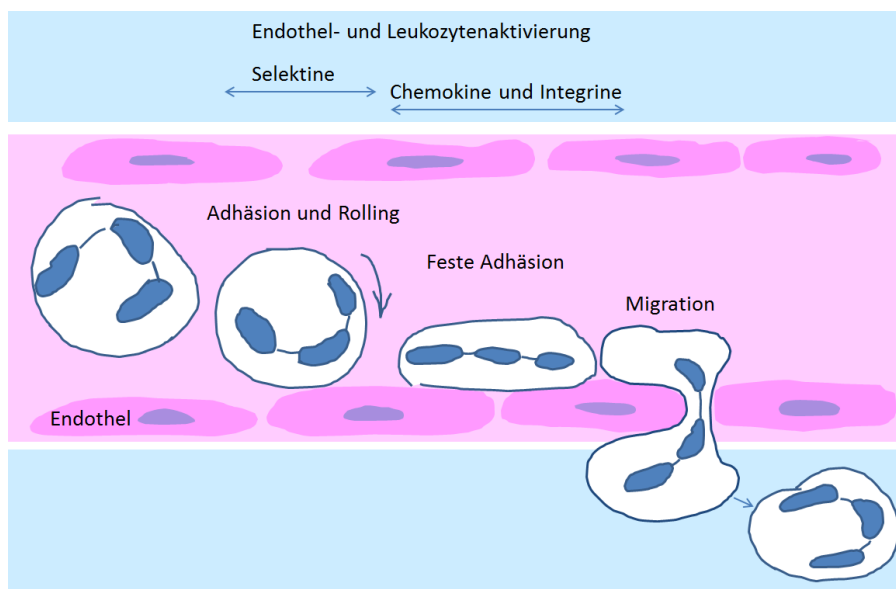 Endothel- und Leukozytenaktivierung
Selektine
Chemokine und Integrine
Adhäsion und Rolling
Feste Adhäsion
Migration
Endothel